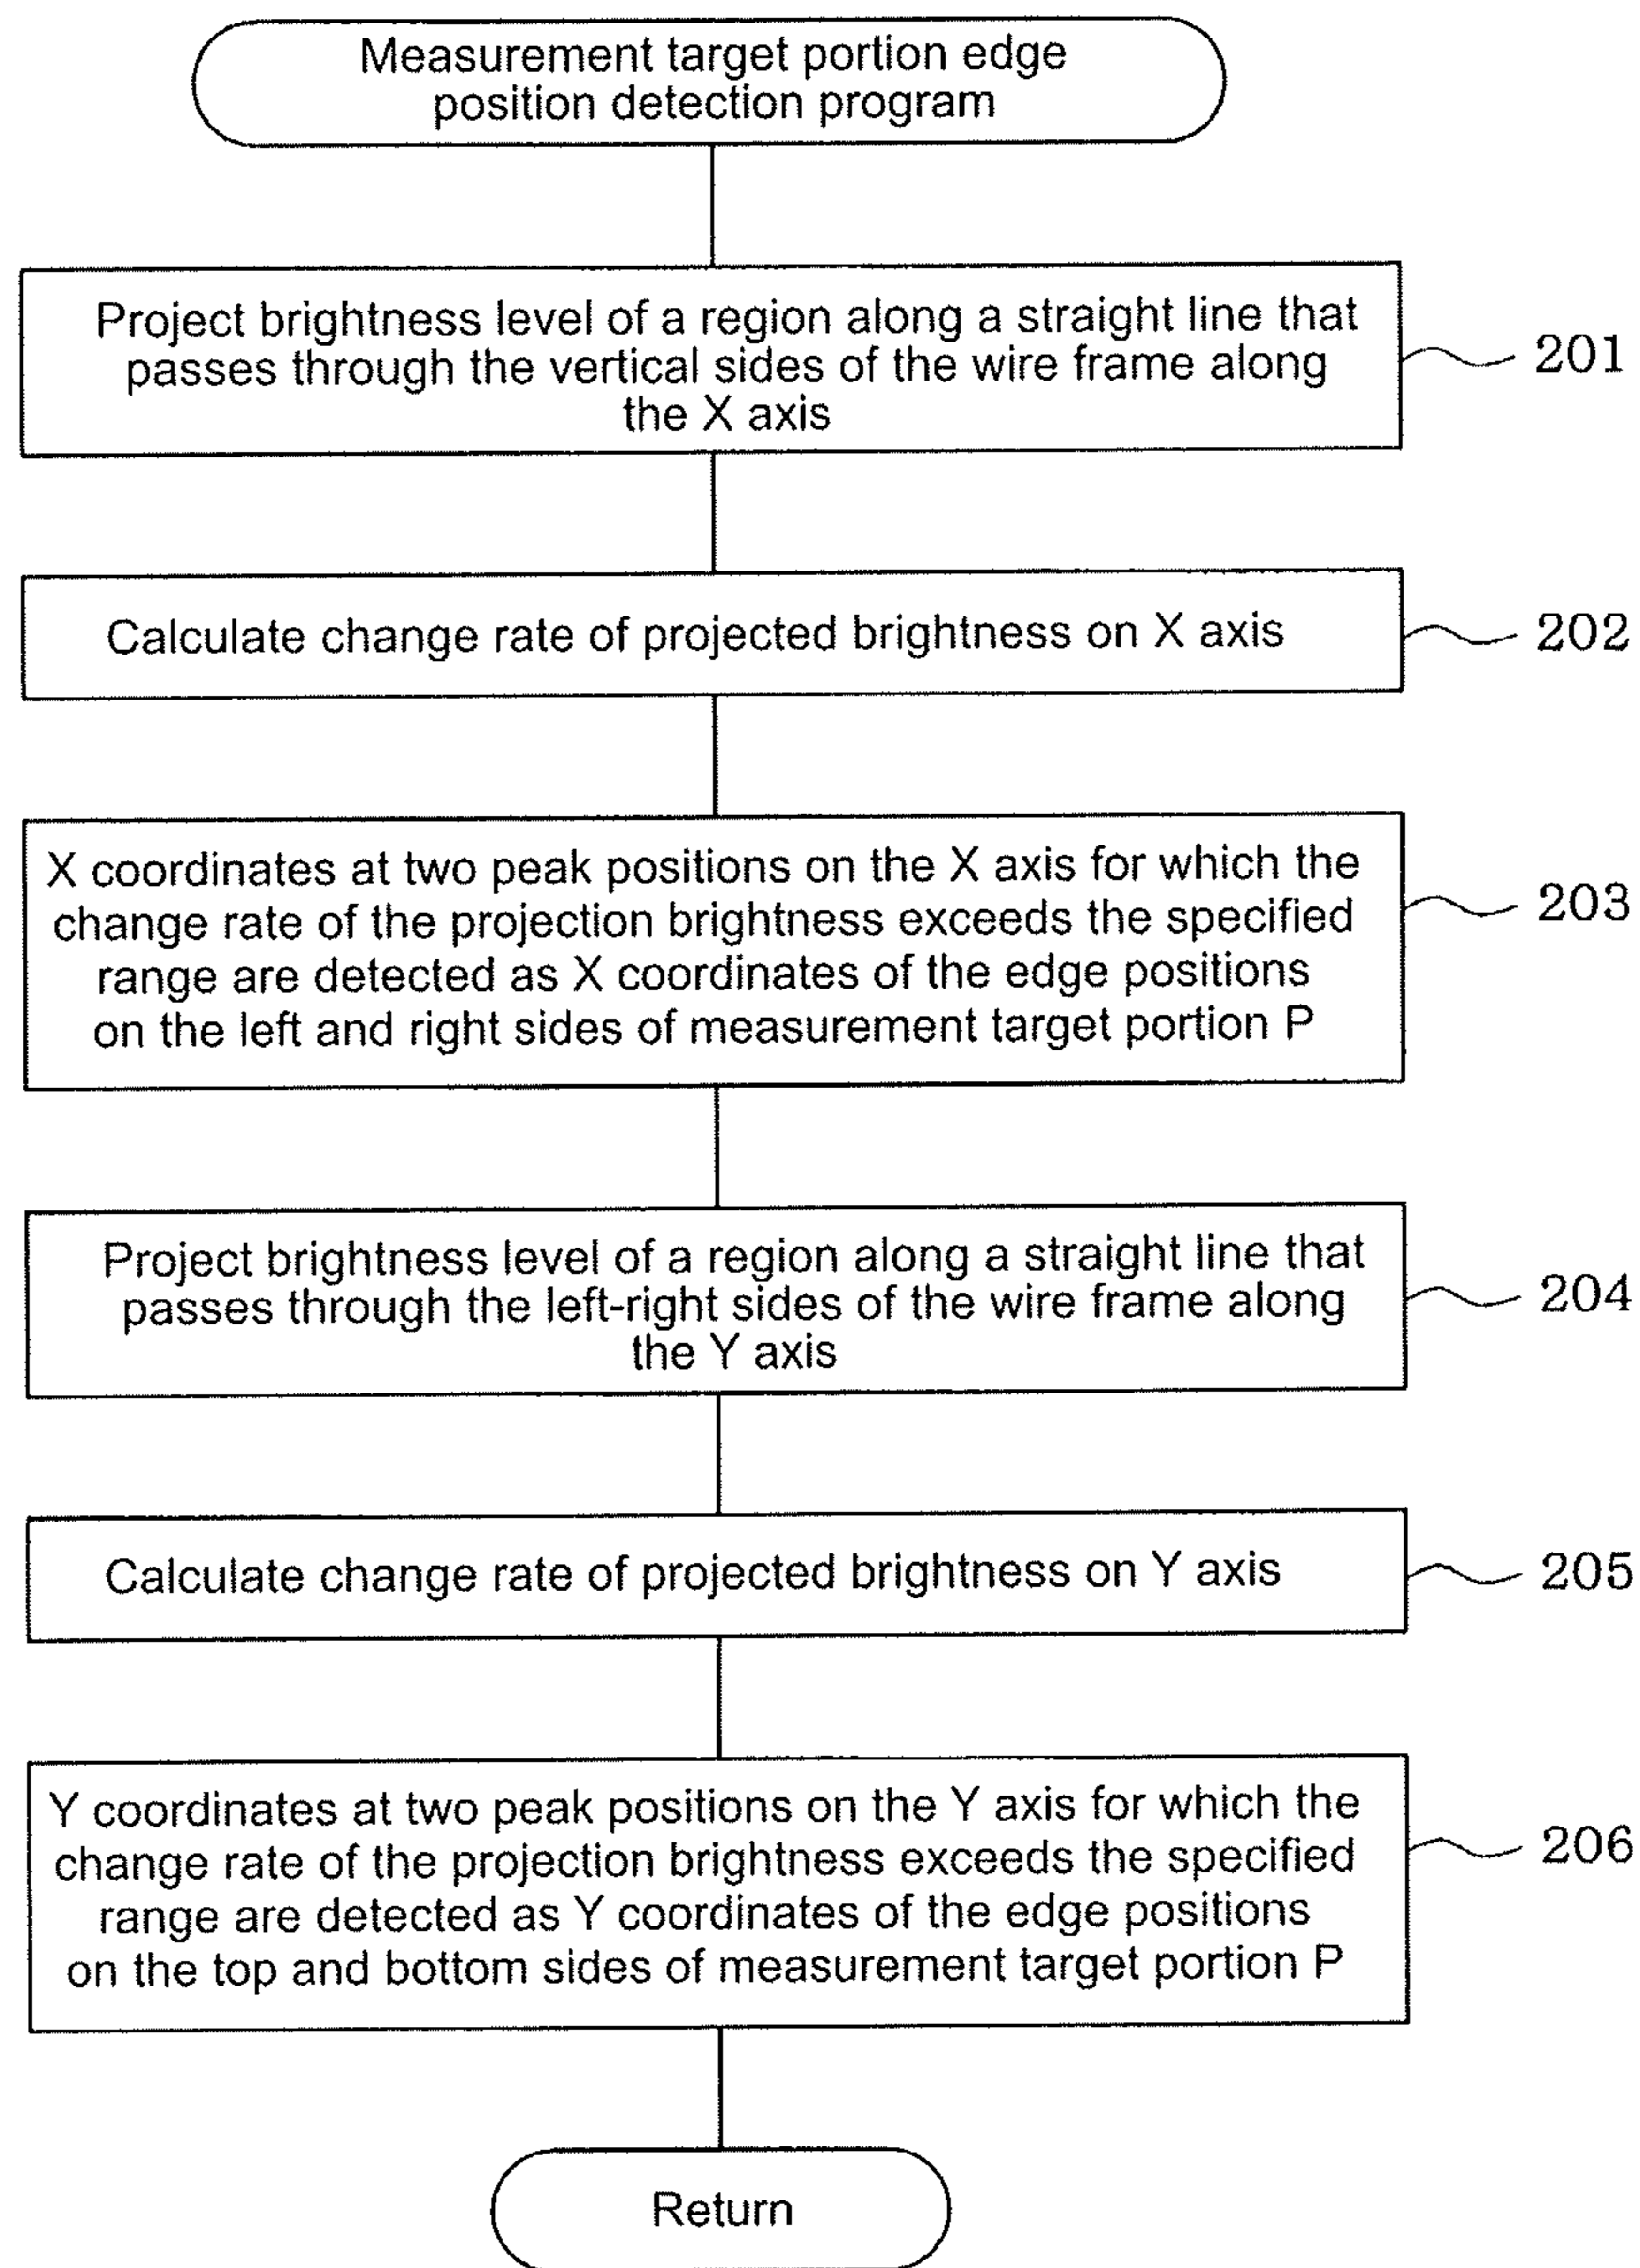 Measurement target portion edge
position detection program
Project brightness level of a region along a straight line that
passes through the vertical sides of the wire frame along
the X axis
201
Calculate change rate of projected brightness on X axis
202
X coordinates at two peak positions on the X axis for which the
change rate of the projection brightness exceeds the specified
range are detected as X coordinates of the edge positions
on the left and right sides of measurement target portion P
203
Project brightness level of a region along a straight line that
passes through the left-right sides of the wire frame along
the Y axis
204
Calculate change rate of projected brightness on Y axis
205
Y coordinates at two peak positions on the Y axis for which the
change rate of the projection brightness exceeds the specified
range are detected as Y coordinates of the edge positions
on the top and bottom sides of measurement target portion P
206
Return